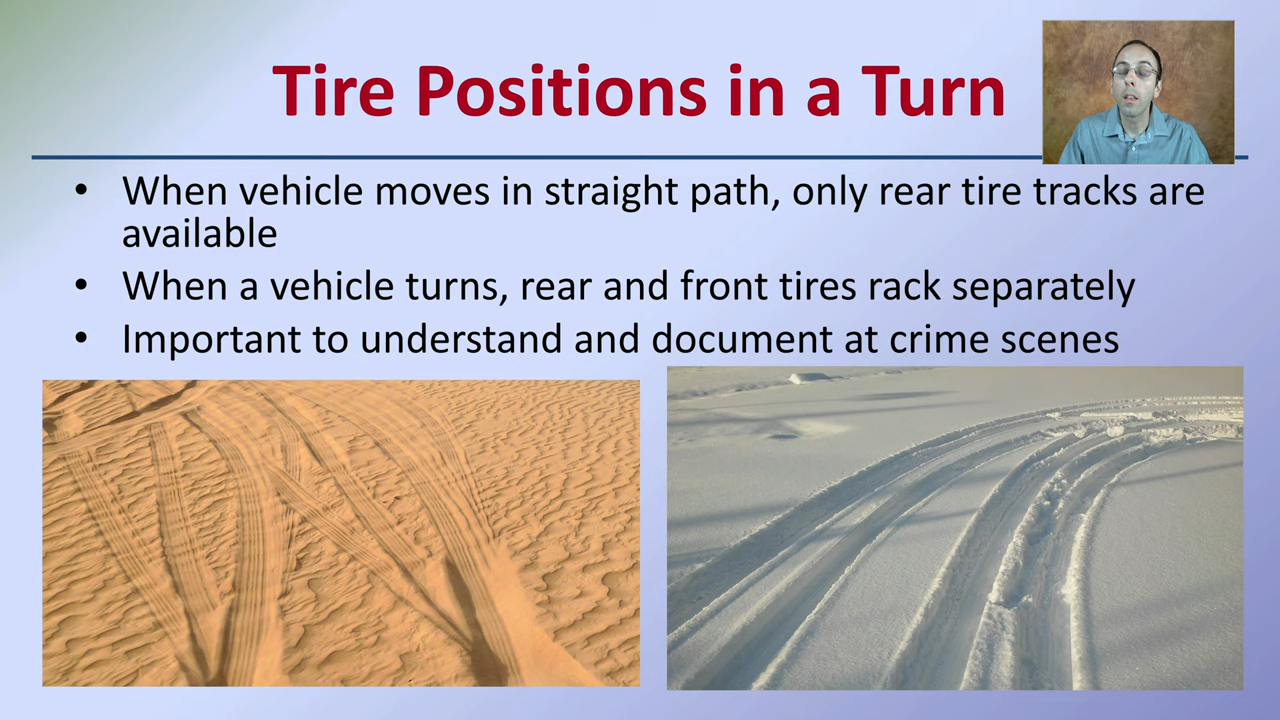 Tire Positions in a Turn
• When vehicle moves in straight path, only rear tire tracks are
available
• When a vehicle turns, rear and front tires rack separately
• Important to understand and document at crime scenes